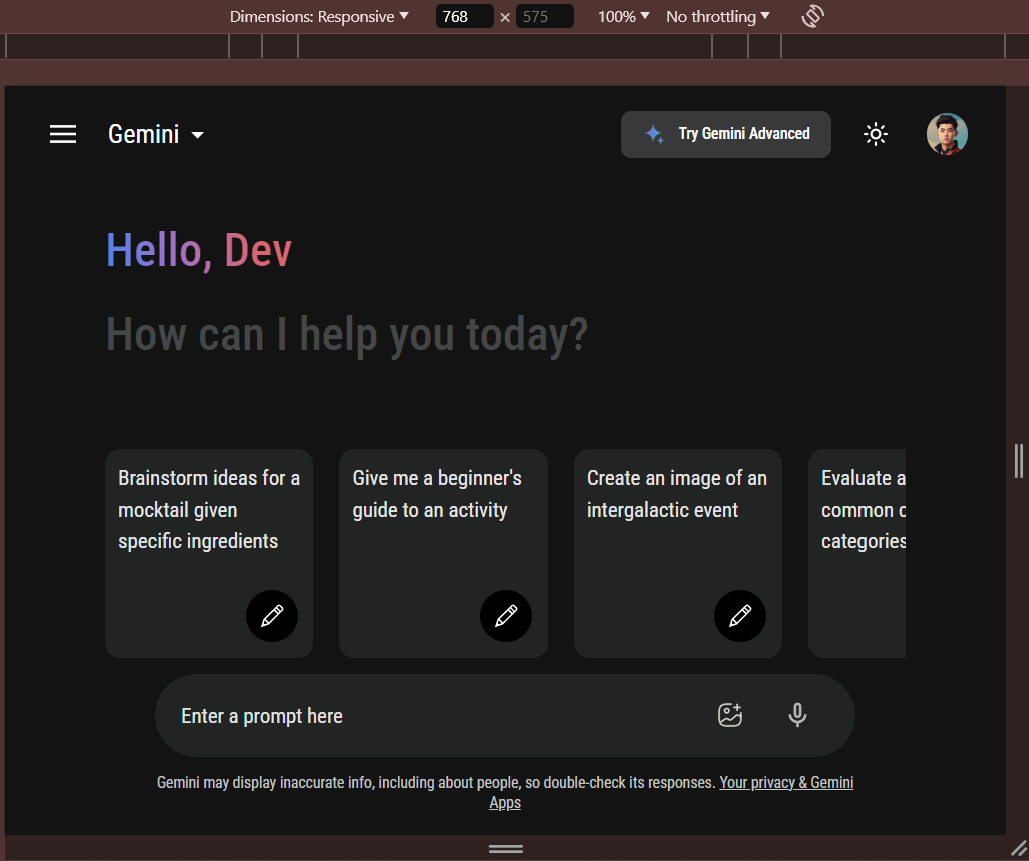 Dimensions: Responsive 768 × 575 100% No throttling
Gemini Try Gemini Advanced
Hello, Dev
How can I help you today?
Brainstorm ideas for a
mocktail given
specific ingredients
Give me a beginner's
guide to an activity
Create an image of an
intergalactic event
Evaluate a
common c
categories
Enter a prompt here
Gemini may display inaccurate info, including about people, so double-check its responses. Your privacy & Gemini
Apps